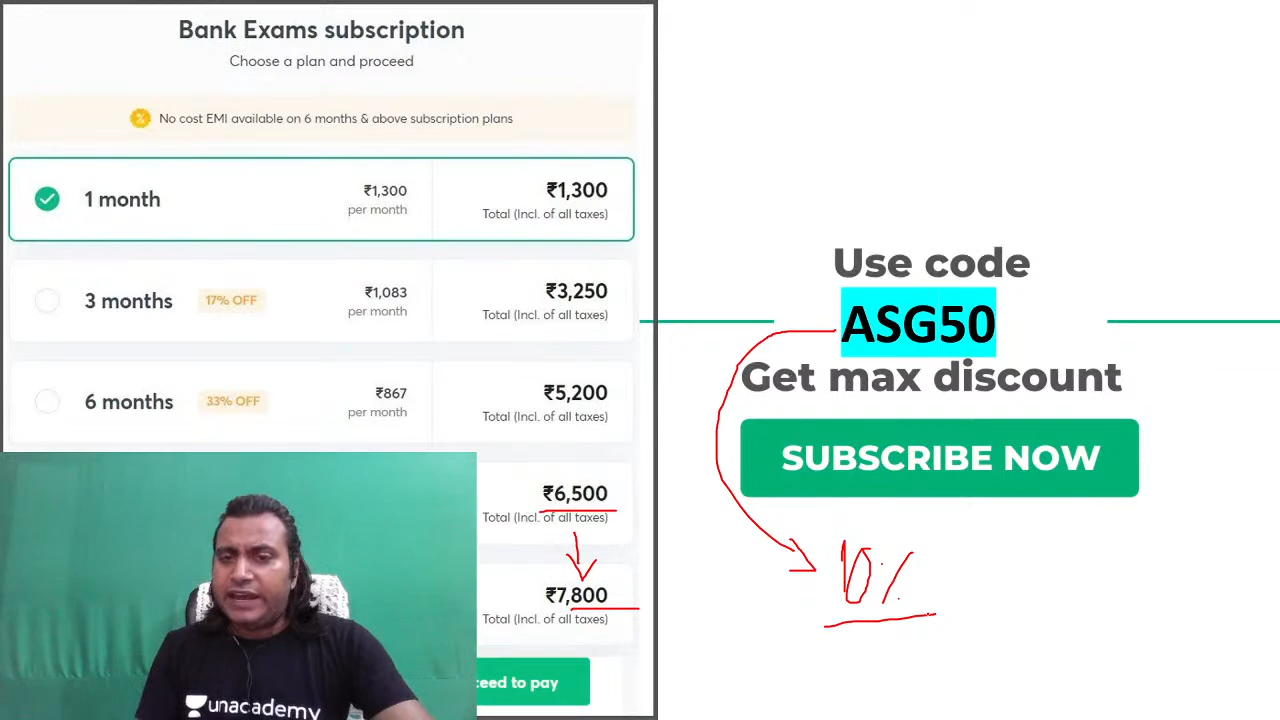 Bank Exams subscription
Choose a plan and proceed
No cost EMI available on 6 months & above subscription plans
1 month
₹1,300
per month
₹1,300
Total (Incl. of all taxes)
3 months
17% OFF
₹1,083
per month
₹3,250
Total (Incl. of all taxes)
6 months
33% OFF
₹867
per month
₹5,200
Total (Incl. of all taxes)
₹6,500
Total (Incl. of all taxes)
₹7,800
Total (Incl. of all taxes)
ceed to pay
unacademy
Use code
ASG50
Get max discount
SUBSCRIBE NOW
10%